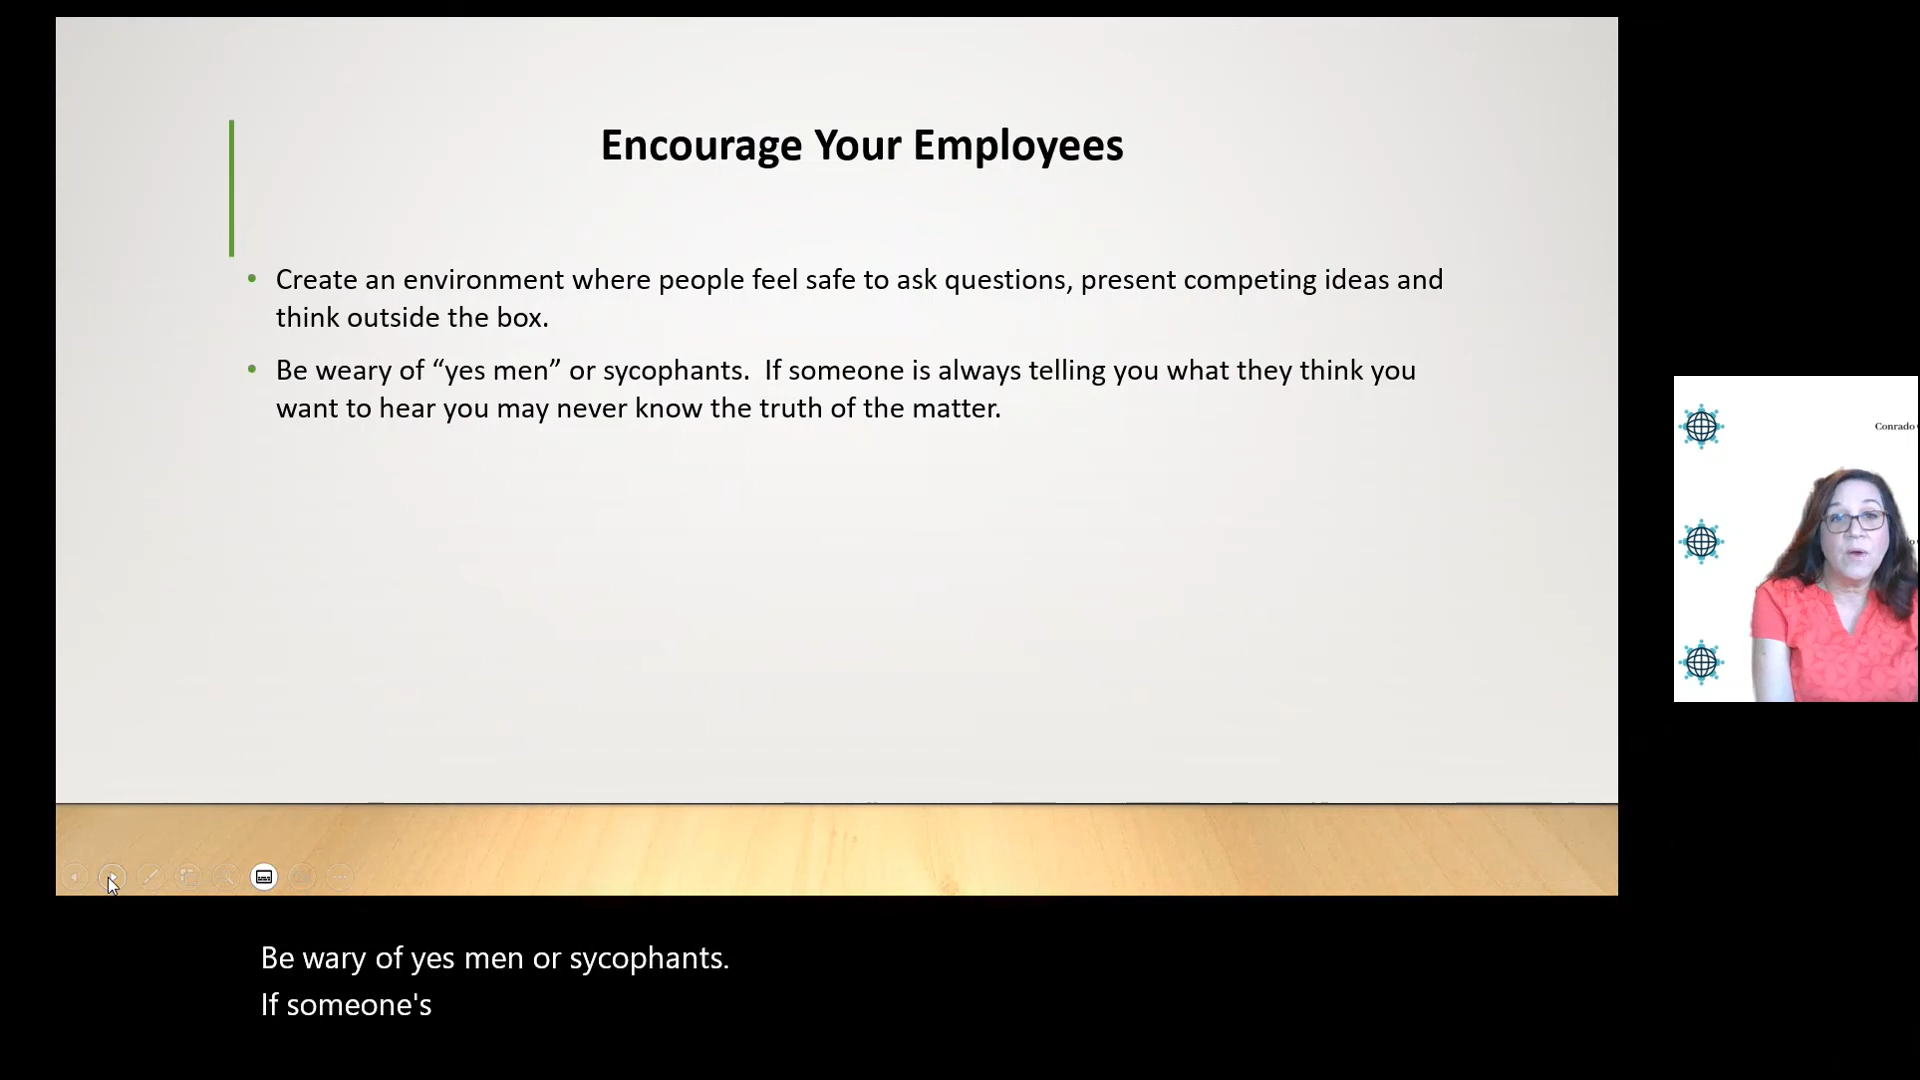 Encourage Your Employees
• Create an environment where people feel safe to ask questions, present competing ideas and
think outside the box.
• Be weary of “yes men” or sycophants.  If someone is always telling you what they think you
want to hear you may never know the truth of the matter.
Conrado
Be wary of yes men or sycophants.
If someone's